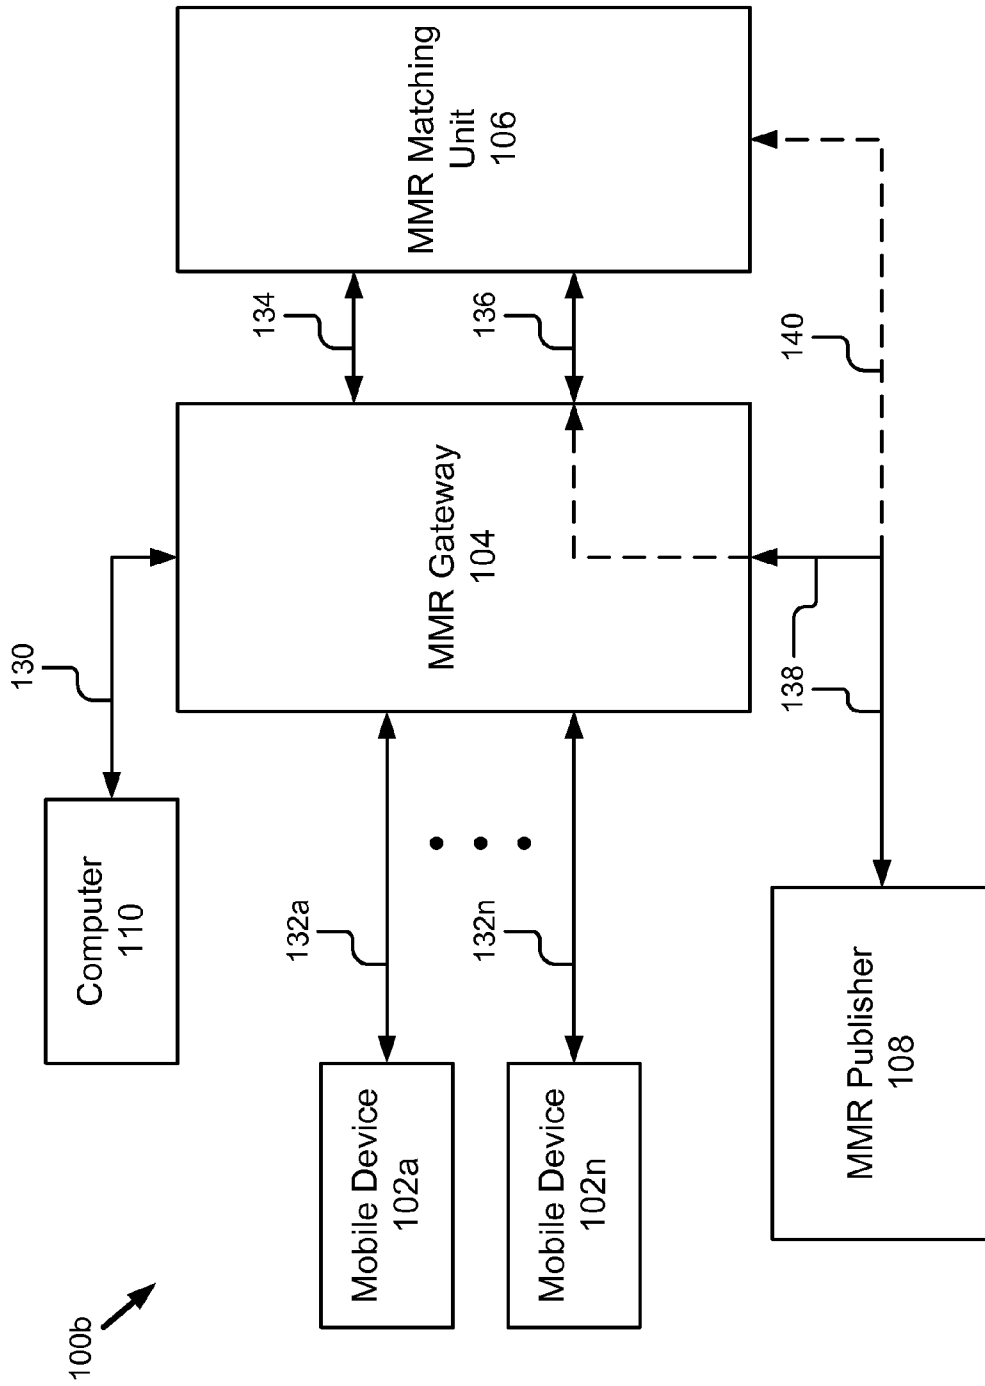 100b
Computer
110
130
Mobile Device
102a
132a
Mobile Device
102n
132n
MMR Gateway
104
134
136
MMR Matching
Unit
106
MMR Publisher
108
138
140